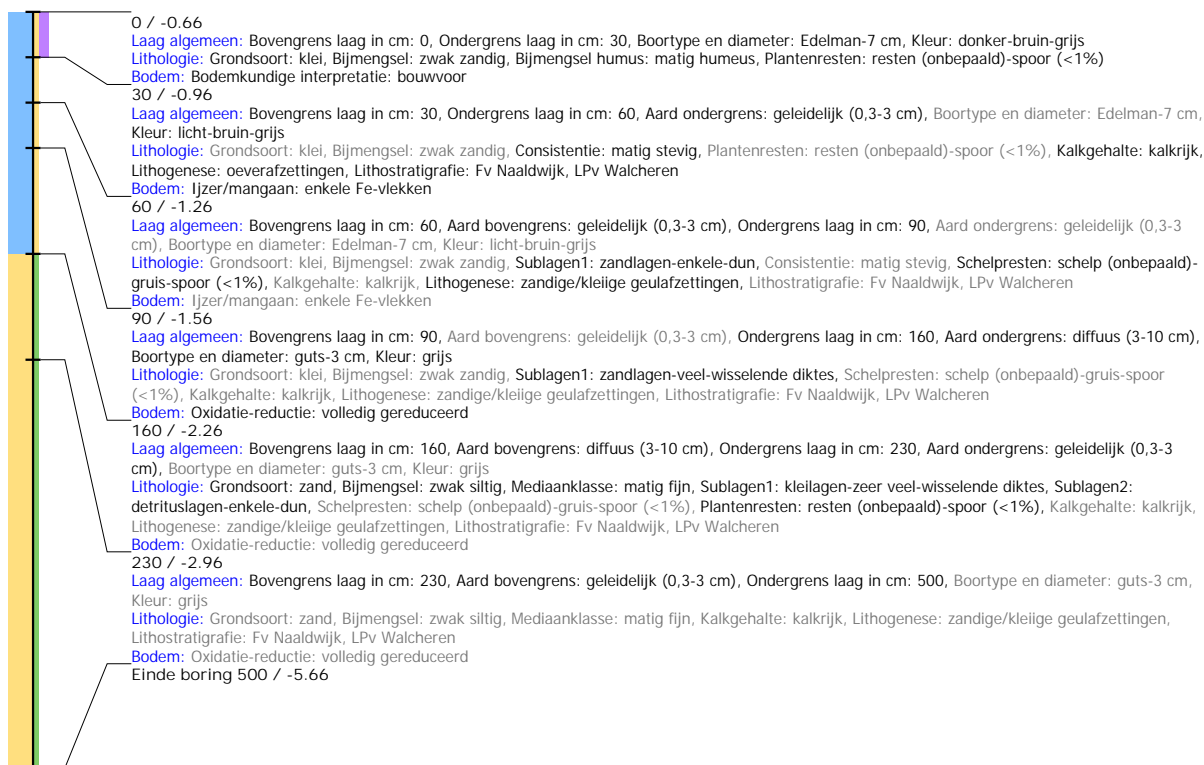 0 / -0.66
Laag algemeen: Bovengrens laag in cm: 0, Ondergrens laag in cm: 30, Boortype en diameter: Edelman-7 cm, Kleur: donker-bruin-grijs
Lithologie: Grondsoort: klei, Bijmengsel: zwak zandig, Bijmengsel humus: matig humeus, Plantenresten: resten (onbepaald)-spoor (<1%)
Bodem: Bodemkundige interpretatie: bouwvoor
30 / -0.96
Laag algemeen: Bovengrens laag in cm: 30, Ondergrens laag in cm: 60, Aard ondergrens: geleidelijk (0,3-3 cm), Boortype en diameter: Edelman-7 cm,
Kleur: licht-bruin-grijs
Lithologie: Grondsoort: klei, Bijmengsel: zwak zandig, Consistentie: matig stevig, Plantenresten: resten (onbepaald)-spoor (<1%), Kalkgehalte: kalkrijk,
Lithogenese: oeverafzettingen, Lithostratigrafie: Fv Naaldwijk, LPv Walcheren
Bodem: Ijzer/mangaan: enkele Fe-vlekken
60 / -1.26
Laag algemeen: Bovengrens laag in cm: 60, Aard bovengrens: geleidelijk (0,3-3 cm), Ondergrens laag in cm: 90, Aard ondergrens: geleidelijk (0,3-3
cm), Boortype en diameter: Edelman-7 cm, Kleur: licht-bruin-grijs
Lithologie: Grondsoort: klei, Bijmengsel: zwak zandig, Sublagen1: zandlagen-enkele-dun, Consistentie: matig stevig, Schelpresten: schelp (onbepaald)-
gruis-spoor (<1%), Kalkgehalte: kalkrijk, Lithogenese: zandige/kleiige geulafzettingen, Lithostratigrafie: Fv Naaldwijk, LPv Walcheren
Bodem: Ijzer/mangaan: enkele Fe-vlekken
90 / -1.56
Laag algemeen: Bovengrens laag in cm: 90, Aard bovengrens: geleidelijk (0,3-3 cm), Ondergrens laag in cm: 160, Aard ondergrens: diffuus (3-10 cm),
Boortype en diameter: guts-3 cm, Kleur: grijs
Lithologie: Grondsoort: klei, Bijmengsel: zwak zandig, Sublagen1: zandlagen-veel-wisselende diktes, Schelpresten: schelp (onbepaald)-gruis-spoor
(<1%), Kalkgehalte: kalkrijk, Lithogenese: zandige/kleiige geulafzettingen, Lithostratigrafie: Fv Naaldwijk, LPv Walcheren
Bodem: Oxidatie-reductie: volledig gereduceerd
160 / -2.26
Laag algemeen: Bovengrens laag in cm: 160, Aard bovengrens: diffuus (3-10 cm), Ondergrens laag in cm: 230, Aard ondergrens: geleidelijk (0,3-3
cm), Boortype en diameter: guts-3 cm, Kleur: grijs
Lithologie: Grondsoort: zand, Bijmengsel: zwak siltig, Mediaanklasse: matig fijn, Sublagen1: kleilagen-zeer veel-wisselende diktes, Sublagen2:
detrituslagen-enkele-dun, Schelpresten: schelp (onbepaald)-gruis-spoor (<1%), Plantenresten: resten (onbepaald)-spoor (<1%), Kalkgehalte: kalkrijk,
Lithogenese: zandige/kleiige geulafzettingen, Lithostratigrafie: Fv Naaldwijk, LPv Walcheren
Bodem: Oxidatie-reductie: volledig gereduceerd
230 / -2.96
Laag algemeen: Bovengrens laag in cm: 230, Aard bovengrens: geleidelijk (0,3-3 cm), Ondergrens laag in cm: 500, Boortype en diameter: guts-3 cm,
Kleur: grijs
Lithologie: Grondsoort: zand, Bijmengsel: zwak siltig, Mediaanklasse: matig fijn, Kalkgehalte: kalkrijk, Lithogenese: zandige/kleiige geulafzettingen,
Lithostratigrafie: Fv Naaldwijk, LPv Walcheren
Bodem: Oxidatie-reductie: volledig gereduceerd
Einde boring 500 / -5.66